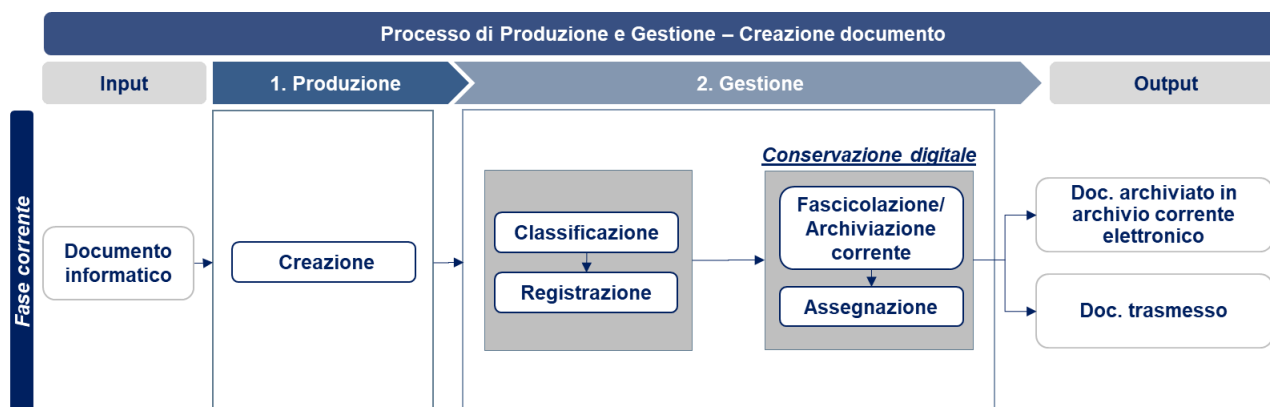 Processo di Produzione e Gestione – Creazione documento
Input
1. Produzione
2. Gestione
Output
Fase corrente
Documento
informatico
Creazione
Classificazione
Registrazione
Conservazione digitale
Fascicolazione/
Archiviazione
corrente
Assegnazione
Doc. archiviato in
archivio corrente
elettronico
Doc. trasmesso